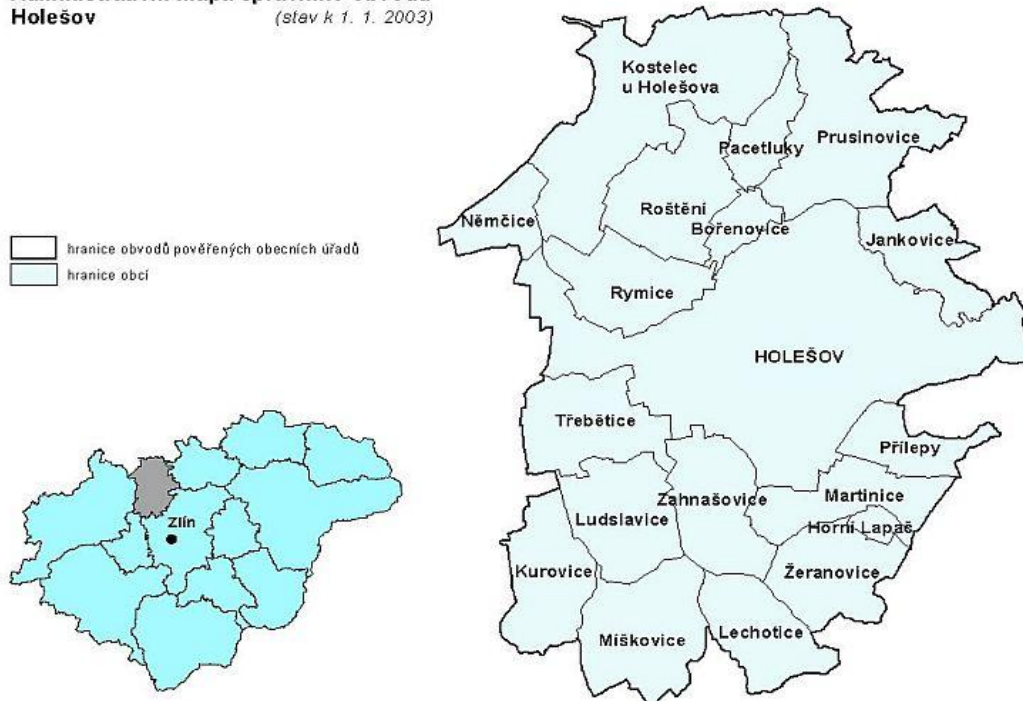 Holešov (stav k 1. 1. 2003)
Kostelec
u Holešova
Pacetluky
Prusinovice
Němčice
Roštění
Bořenovice
Jankovice
Rymice
hranice obvodů pověřených obecních úřadů
hranice obcí
HOLEŠOV
Třebětice
Přílepy
Zahnašovice
Martinice
Ludslavice
Horní Lapač
Kurovice
Žeranovice
Míškovice
Lechotice
Zlín